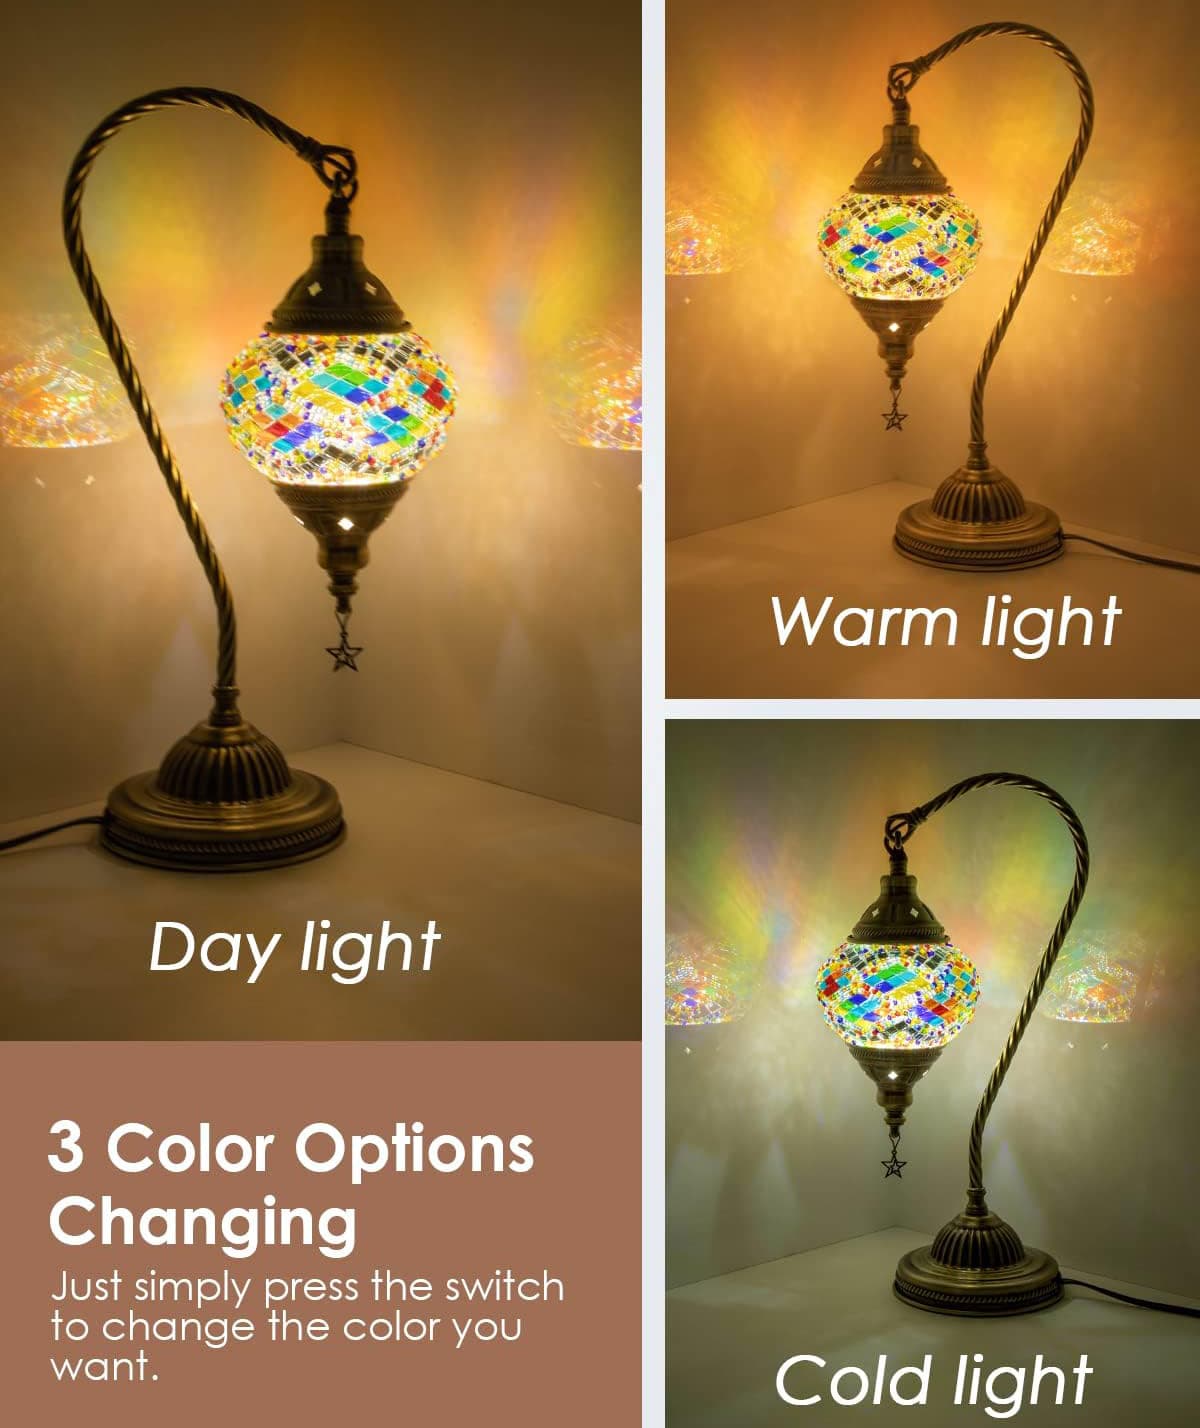 Day light
Warm light
Cold light
3 Color Options
Changing
Just simply press the switch
to change the color you
want.